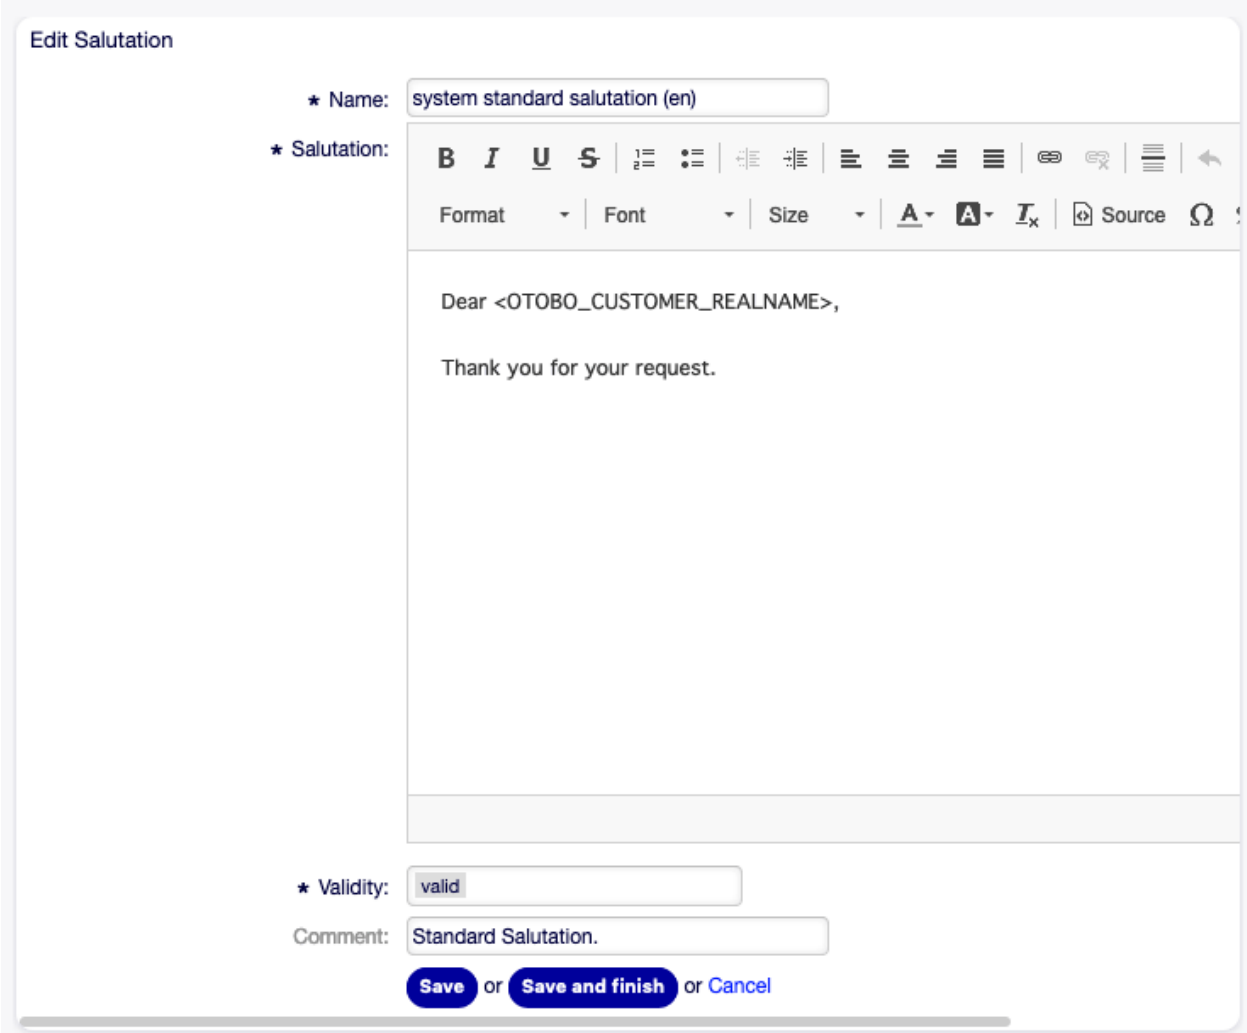 Edit Salutation
★ Name: system standard salutation (en)
★ Salutation:
B I U S
Format Font Size A A Tx Source Ω
Dear <OTOBO_CUSTOMER_REALNAME>,
Thank you for your request.
★ Validity: valid
Comment: Standard Salutation.
Save or Save and finish or Cancel